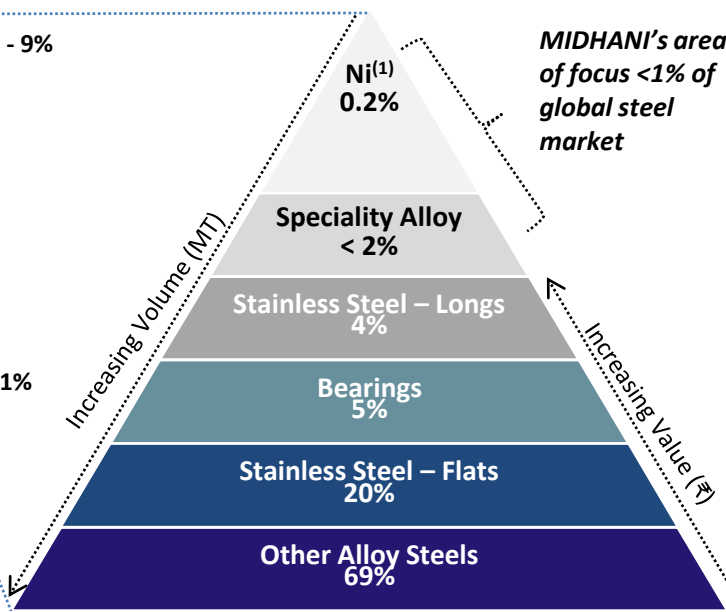 - 9%
MIDHANI's area
of focus <1% of
global steel
market
Ni(1)
0.2%
Speciality Alloy
< 2%
Increasing Volume (MT)
Stainless Steel – Longs
4%
Increasing Value (₹)
1%
Bearings
5%
Stainless Steel – Flats
20%
Other Alloy Steels
69%